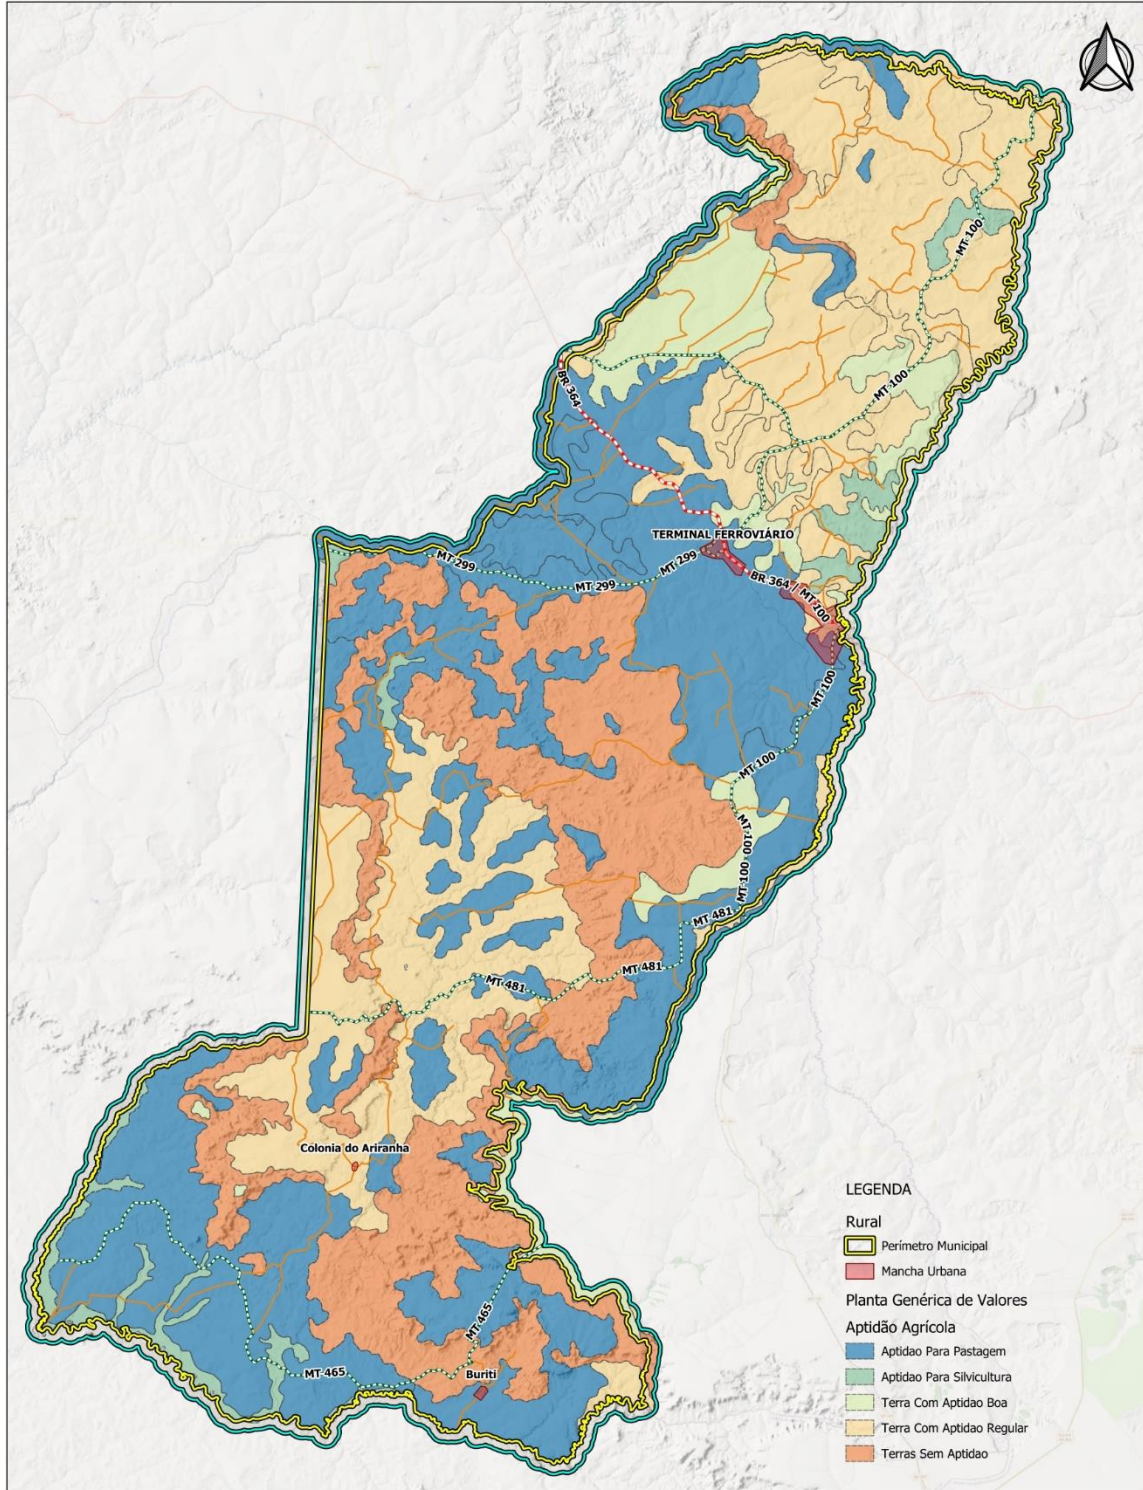 MT 100
MT 100
BR 364
TERMINAL FERROVIÁRIO
MT 299
MT 299
MT 299
BR 364 / MT 100
MT 100
MT 100
MT 100
MT 100
MT 481
MT 481
MT 481
Colonia do Ariranha
MT 465
MT 465
Buriti
LEGENDA
Rural
Perímetro Municipal
Mancha Urbana
Planta Genérica de Valores
Aptidão Agrícola
Aptidao Para Pastagem
Aptidao Para Silvicultura
Terra Com Aptidao Boa
Terra Com Aptidao Regular
Terras Sem Aptidao